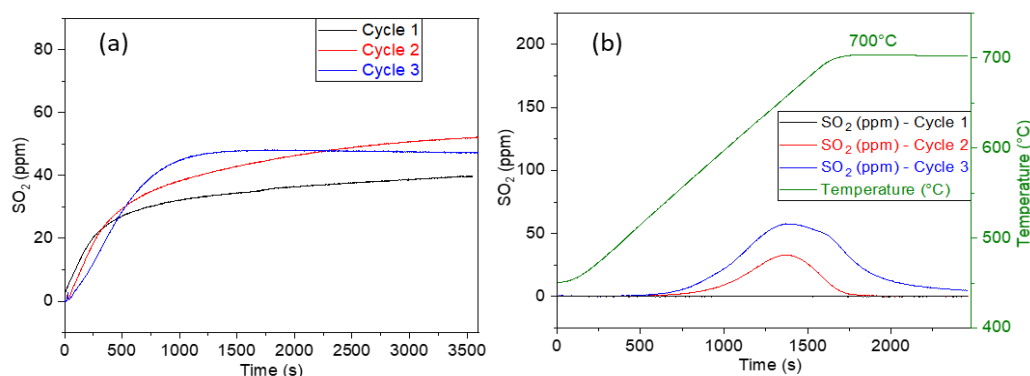 (a)
Cycle 1
Cycle 2
Cycle 3
80
60
40
20
0
SO2 (ppm)
0 500 1000 1500 2000 2500 3000 3500
Time (s)
(b)
700°C
SO2 (ppm) - Cycle 1
SO2 (ppm) - Cycle 2
SO2 (ppm) - Cycle 3
Temperature (°C)
200
150
100
50
0
SO2 (ppm)
700
600
500
400
Temperature (°C)
0 500 1000 1500 2000
Time (s)